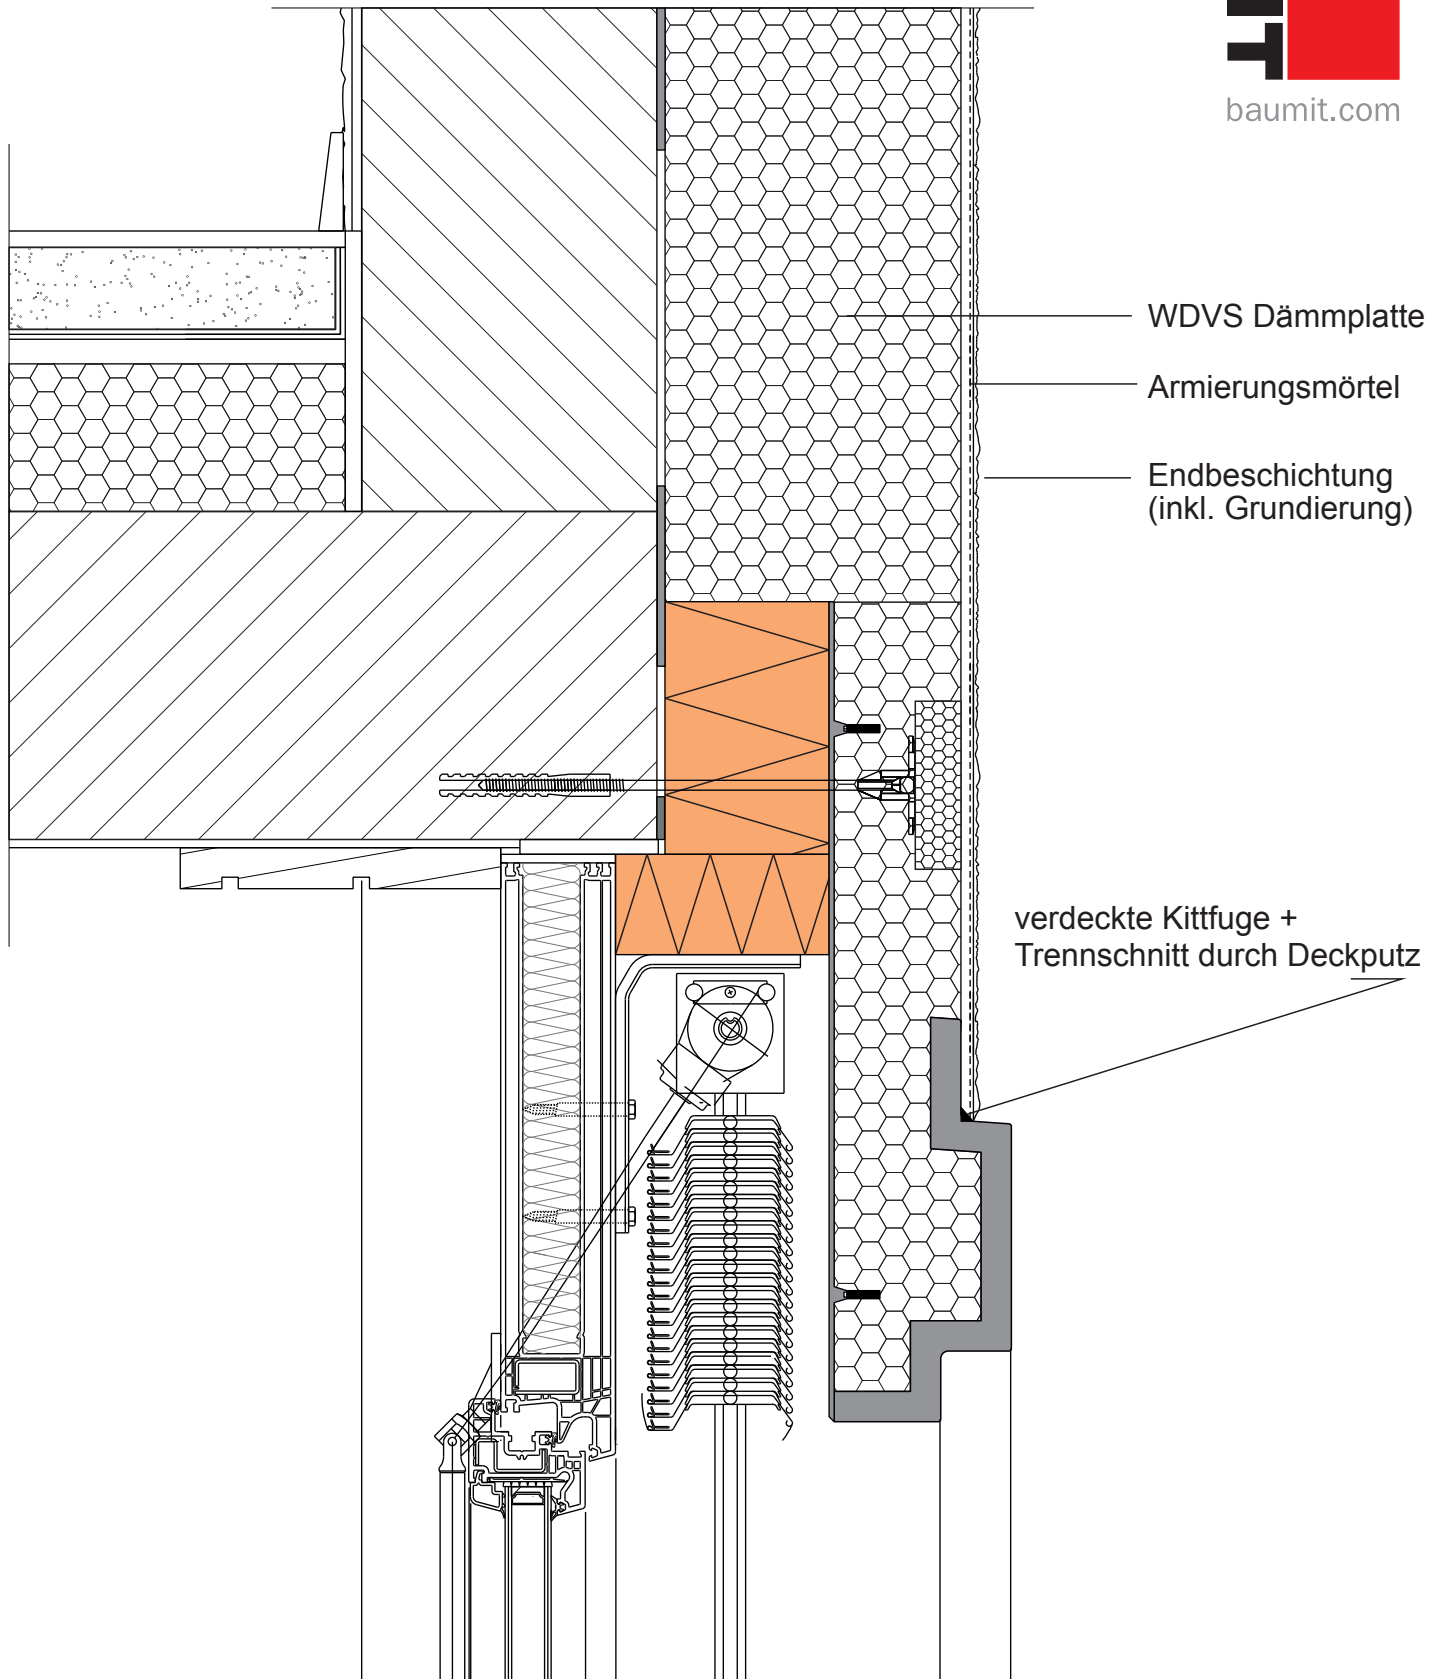 baumit.com
WDVS Dämmplatte
Armierungsmörtel
Endbeschichtung
(inkl. Grundierung)
verdeckte Kittfuge +
Trennschnitt durch Deckputz